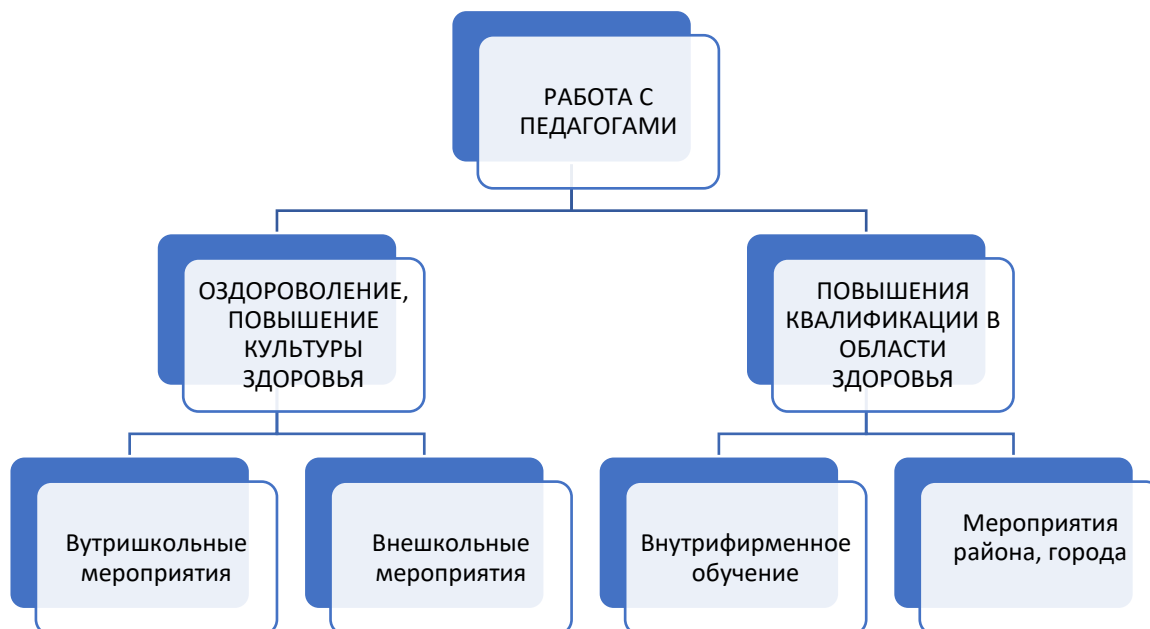 РАБОТА С
ПЕДАГОГАМИ
ОЗДОРОВОЛЕНИЕ,
ПОВЫШЕНИЕ
КУЛЬТУРЫ
ЗДОРОВЬЯ
ПОВЫШЕНИЯ
КВАЛИФИКАЦИИ В
ОБЛАСТИ
ЗДОРОВЬЯ
Вутришкольные
мероприятия
Внешкольные
мероприятия
Внутрифирменное
обучение
Мероприятия
района, города